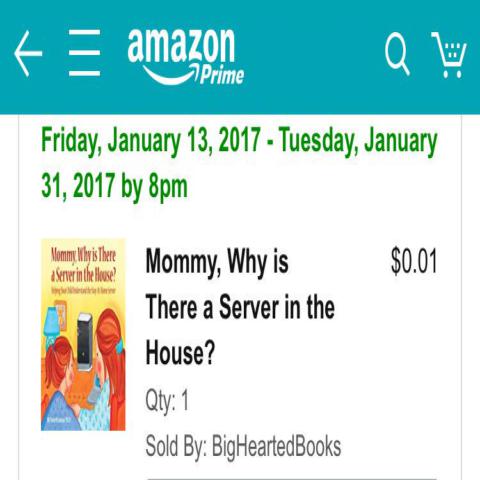 amazon
Prime
Friday, January 13, 2017 - Tuesday, January
31, 2017 by 8pm
Mommy, Why is There
a Server in the House?
Helping Your Child Understand the Stay-At-Home Server
Mommy, Why is
$0.01
There a Server in the
House?
Qty: 1
Sold By: BigHeartedBooks